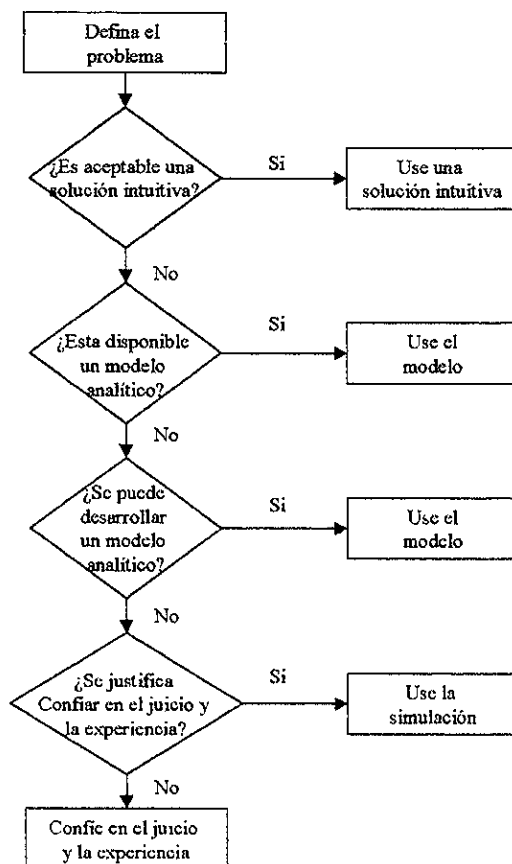 Defina el
problema
¿Es aceptable una
solución intuitiva?
Si
Use una
solución intuitiva
No
¿Esta disponible
un modelo
analítico?
Si
Use el
modelo
No
¿Se puede
desarrollar
un modelo
analítico?
Si
Use el
modelo
No
¿Se justifica
Confiar en el juicio y
la experiencia?
Si
Use la
simulación
No
Confie en el juicio
y la experiencia